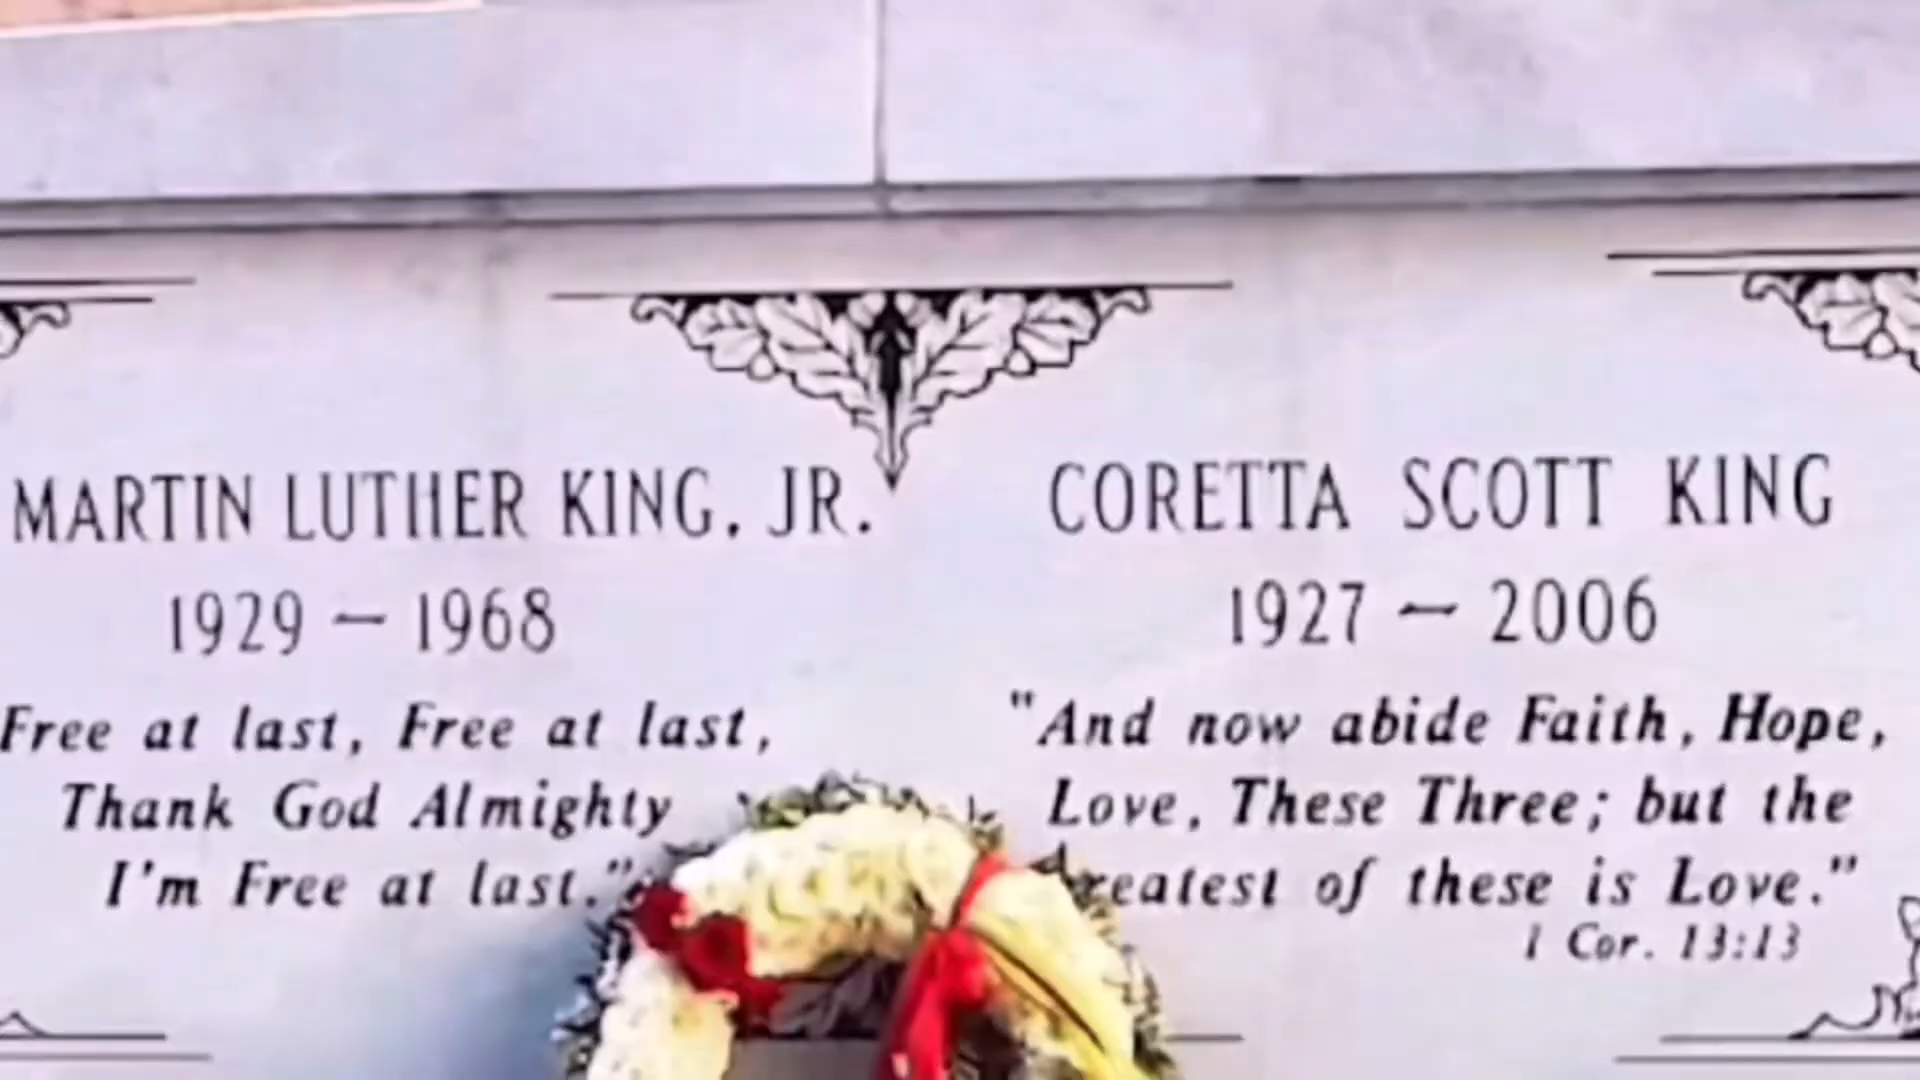 MARTIN LUTHER KING, JR.
1929 — 1968
Free at last, Free at last,
Thank God Almighty
I'm Free at last."
CORETTA SCOTT KING
1927 — 2006
"And now abide Faith, Hope,
Love, These Three; but the
reatest of these is Love."
1 Cor. 13:13